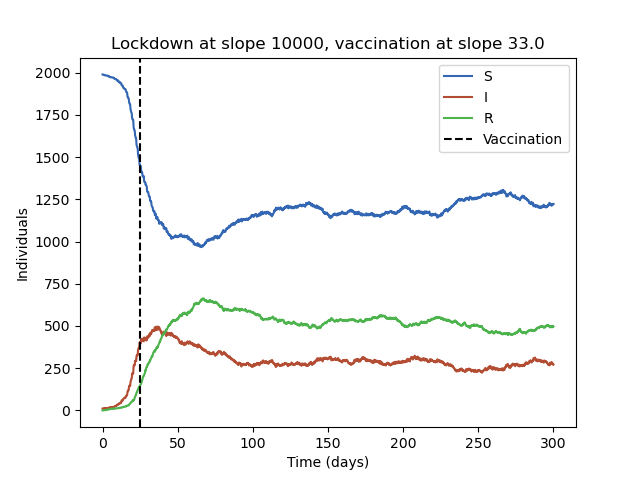 Lockdown at slope 10000, vaccination at slope 33.0
S
I
R
Vaccination
Individuals
2000
1750
1500
1250
1000
750
500
250
0
0 50 100 150 200 250 300
Time (days)